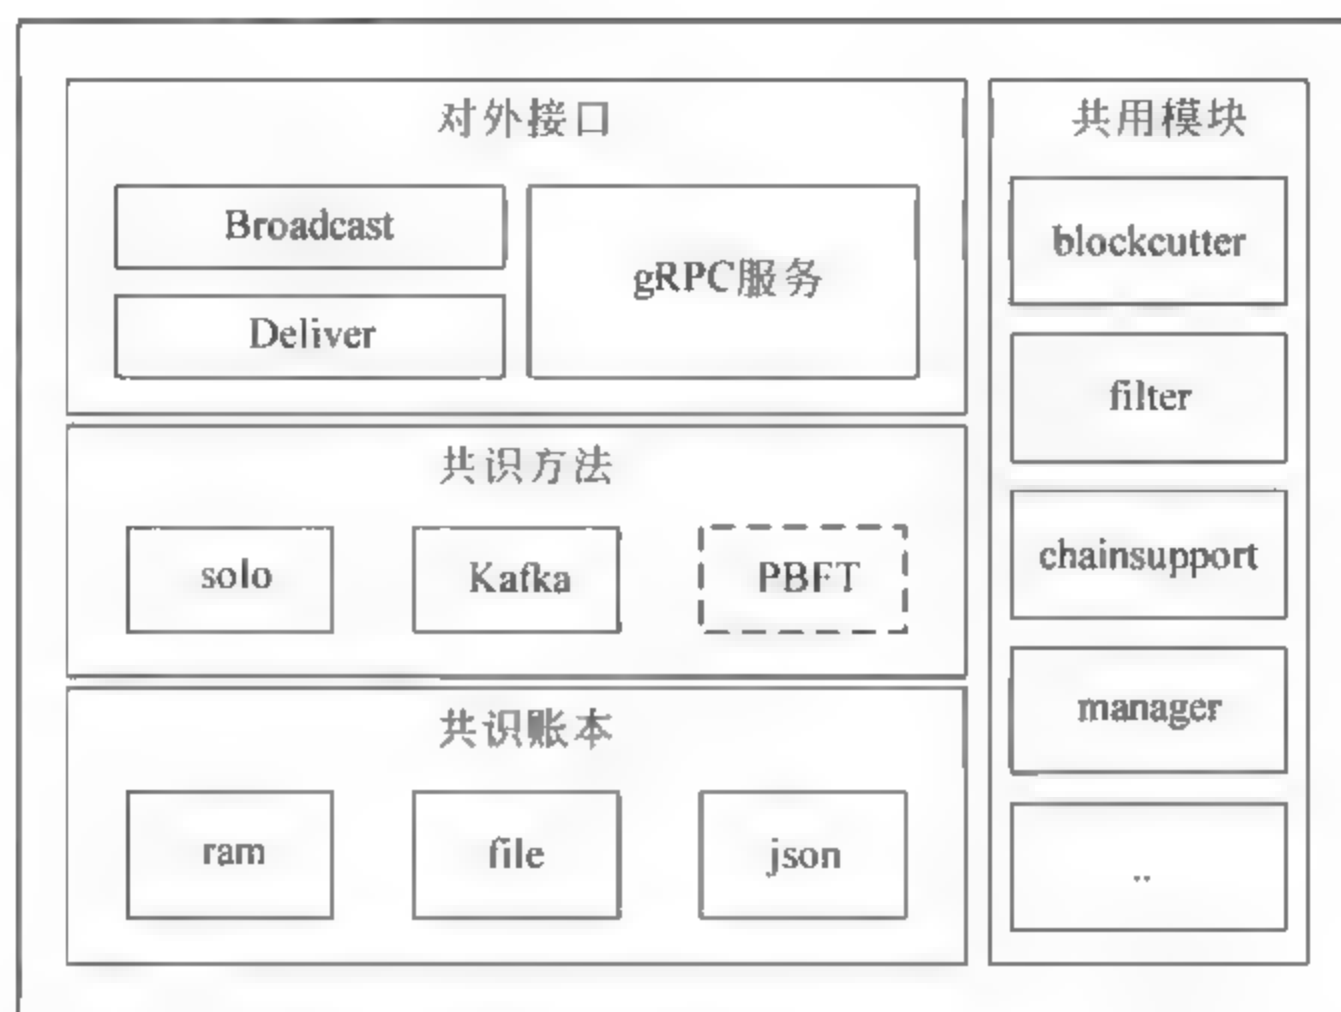 对外接口
Broadcast
Deliver
gRPC服务
共识方法
solo
Kafka
PBFT
共识账本
ram
file
json
共用模块
blockcutter
filter
chainsupport
manager
..